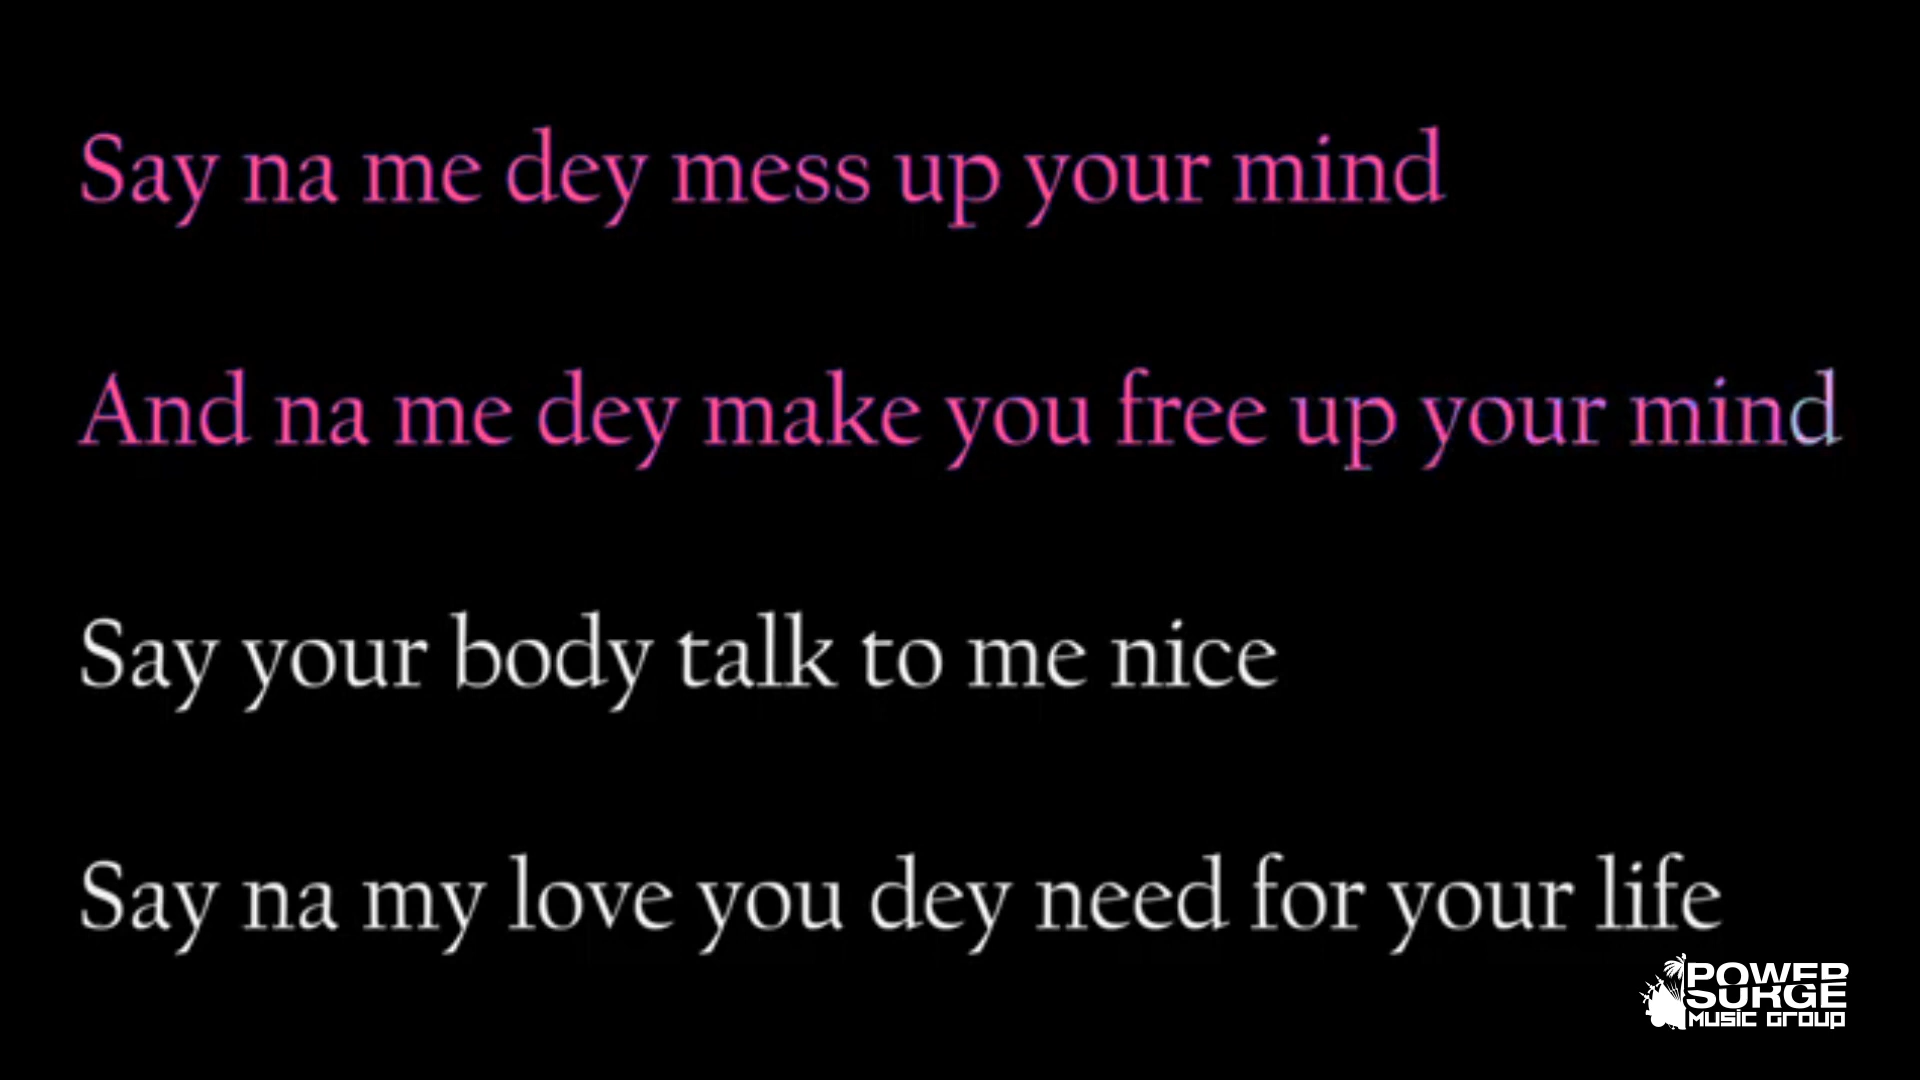 Say na me dey mess up your mind
And na me dey make you free up your mind
Say your body talk to me nice
Say na my love you dey need for your life
POWER
SURGE
MUSIC GROUP